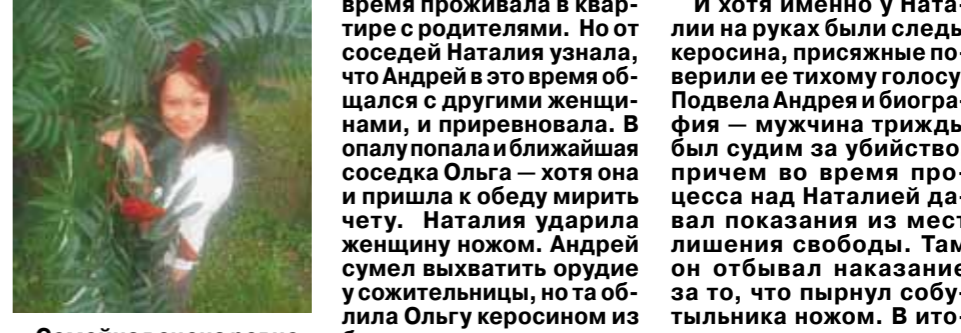 Семейная
время проживала в квар-
тире с родителями. Но от
соседей Наталия узнала,
что Андрей в это время об-
щался с другими женщи-
нами, и приревновала. В
опалу попала и ближайшая
соседка Ольга — хотя она
и пришла к обеду мирить
чету. Наталия ударила
женщину ножом. Андрей
сумел выхватить орудие
у сожительницы, но та об-
лила Ольгу керосином из
И хотя именно у Ната-
лии на руках были следы
керосина, присяжные по-
верили ее тихому голосу.
Подвела Андрея и биогра-
фия — мужчина трижды
был судим за убийство,
причем во время про-
цесса над Наталией да-
вал показания из мест
лишения свободы. Там
он отбывал наказание
за то, что пырнул собу-
тыльника ножом. В ито-